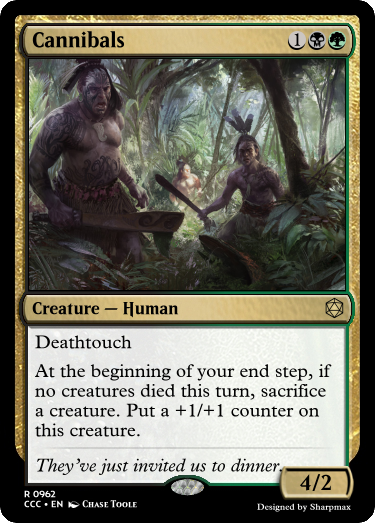 Cannibals 1
Creature — Human
Deathtouch
At the beginning of your end step, if
no creatures died this turn, sacrifice
a creature. Put a +1/+1 counter on
this creature.
They've just invited us to dinner.
4/2
R 0962
CCC • EN Chase Toole
Designed by Sharpmax